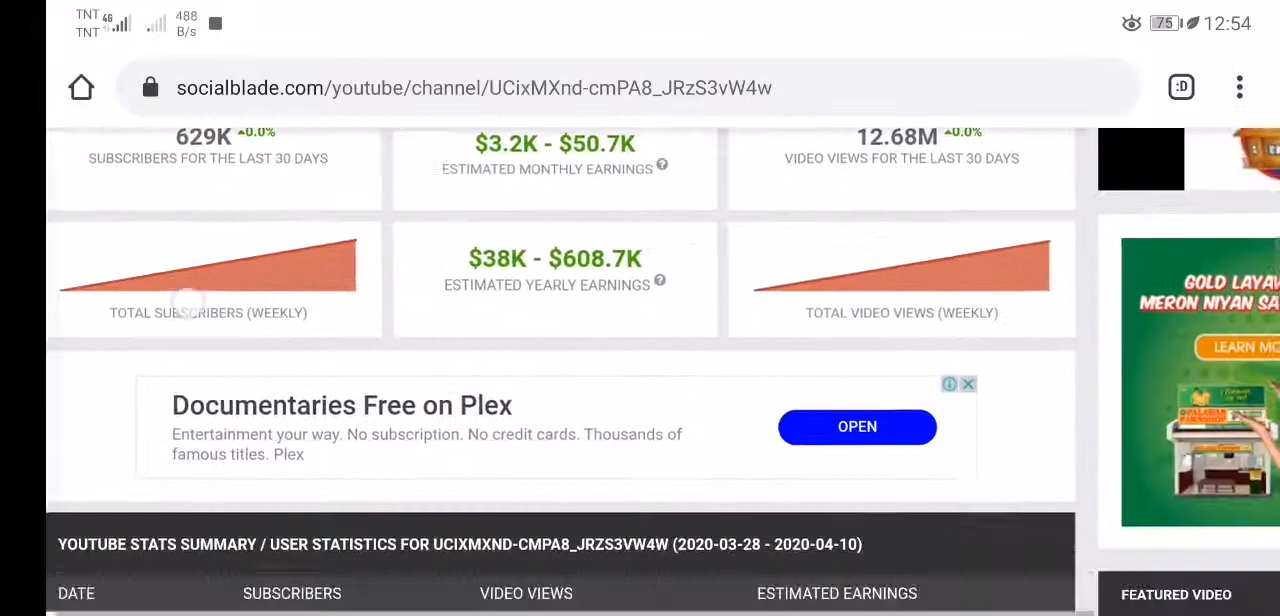 TNT 4G 488
TNT B/s
75 12:54
socialblade.com/youtube/channel/UCixMXnd-cmPA8_JRzS3vW4w
:D
629K 0.0%
SUBSCRIBERS FOR THE LAST 30 DAYS
$3.2K - $50.7K
ESTIMATED MONTHLY EARNINGS ?
12.68M 0.0%
VIDEO VIEWS FOR THE LAST 30 DAYS
TOTAL SUBSCRIBERS (WEEKLY)
$38K - $608.7K
ESTIMATED YEARLY EARNINGS ?
TOTAL VIDEO VIEWS (WEEKLY)
GOLD LAYAW
MERON NIYAN SA
LEARN MO
Documentaries Free on Plex
Entertainment your way. No subscription. No credit cards. Thousands of
famous titles. Plex
OPEN
YOUTUBE STATS SUMMARY / USER STATISTICS FOR UCIXMXND-CMPA8_JRZS3VW4W (2020-03-28 - 2020-04-10)
DATE SUBSCRIBERS VIDEO VIEWS ESTIMATED EARNINGS
FEATURED VIDEO